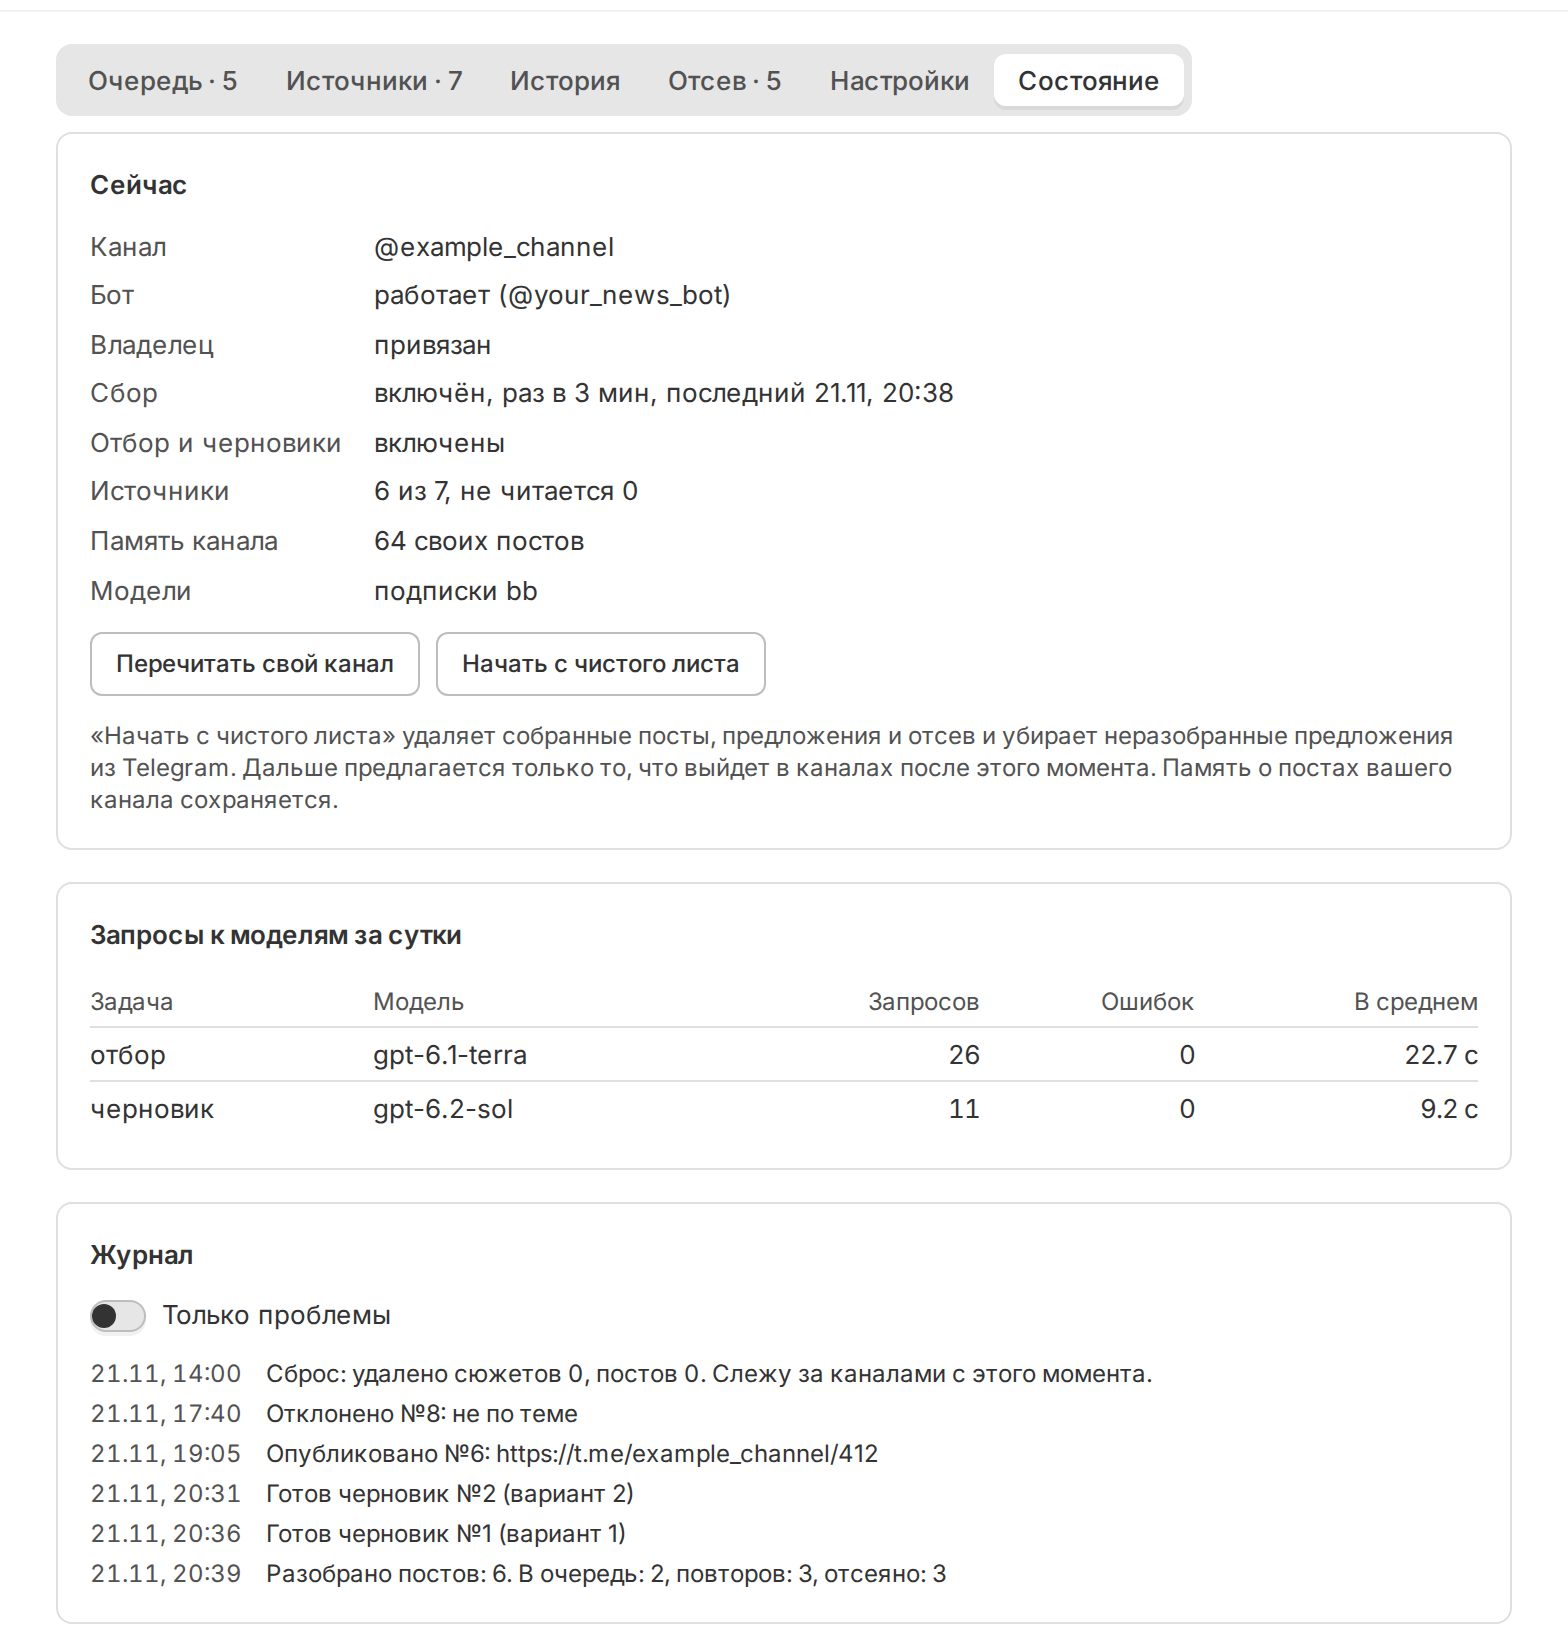 Очередь · 5 Источники · 7 История Отсев · 5 Настройки Состояние
Сейчас
Канал @example_channel
Бот работает (@your_news_bot)
Владелец привязан
Сбор включён, раз в 3 мин, последний 21.11, 20:38
Отбор и черновики включены
Источники 6 из 7, не читается 0
Память канала 64 своих постов
Модели подписки bb
Перечитать свой канал Начать с чистого листа
«Начать с чистого листа» удаляет собранные посты, предложения и отсев и убирает неразобранные предложения
из Telegram. Дальше предлагается только то, что выйдет в каналах после этого момента. Память о постах вашего
канала сохраняется.
Запросы к моделям за сутки
Задача Модель Запросов Ошибок В среднем
отбор gpt-6.1-terra 26 0 22.7 с
черновик gpt-6.2-sol 11 0 9.2 с
Журнал
Только проблемы
21.11, 14:00 Сброс: удалено сюжетов 0, постов 0. Слежу за каналами с этого момента.
21.11, 17:40 Отклонено №8: не по теме
21.11, 19:05 Опубликовано №6: https://t.me/example_channel/412
21.11, 20:31 Готов черновик №2 (вариант 2)
21.11, 20:36 Готов черновик №1 (вариант 1)
21.11, 20:39 Разобрано постов: 6. В очередь: 2, повторов: 3, отсеяно: 3